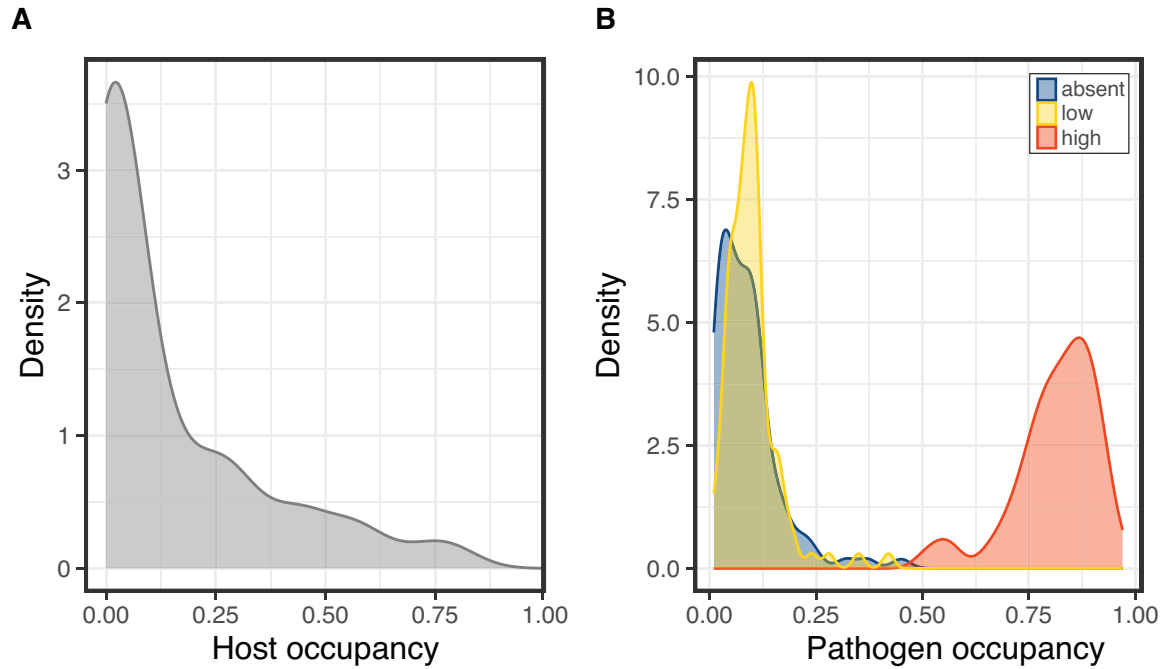 A
Density
3
2
1
0
0.00 0.25 0.50 0.75 1.00
Host occupancy
B
Density
10.0
7.5
5.0
2.5
0.0
absent
low
high
0.00 0.25 0.50 0.75 1.00
Pathogen occupancy